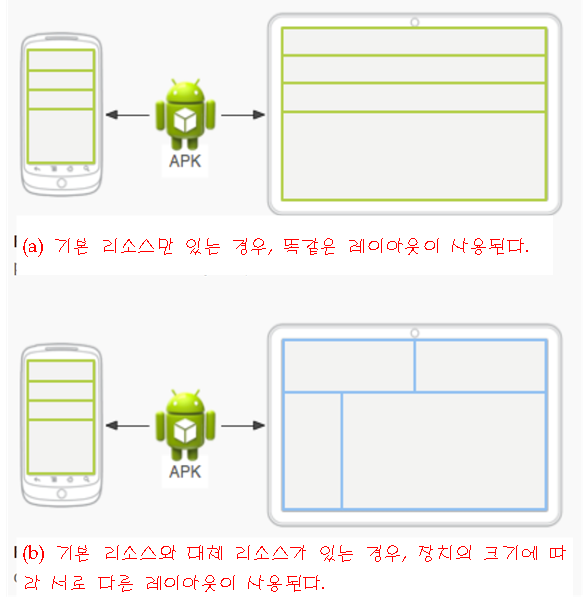 APK
(a) 기본 리소스만 있는 경우, 똑같은 레이아웃이 사용된다.
APK
(b) 기본 리소스와 대체 리소스가 있는 경우, 장치의 크기에 따
라 서로 다른 레이아웃이 사용된다.